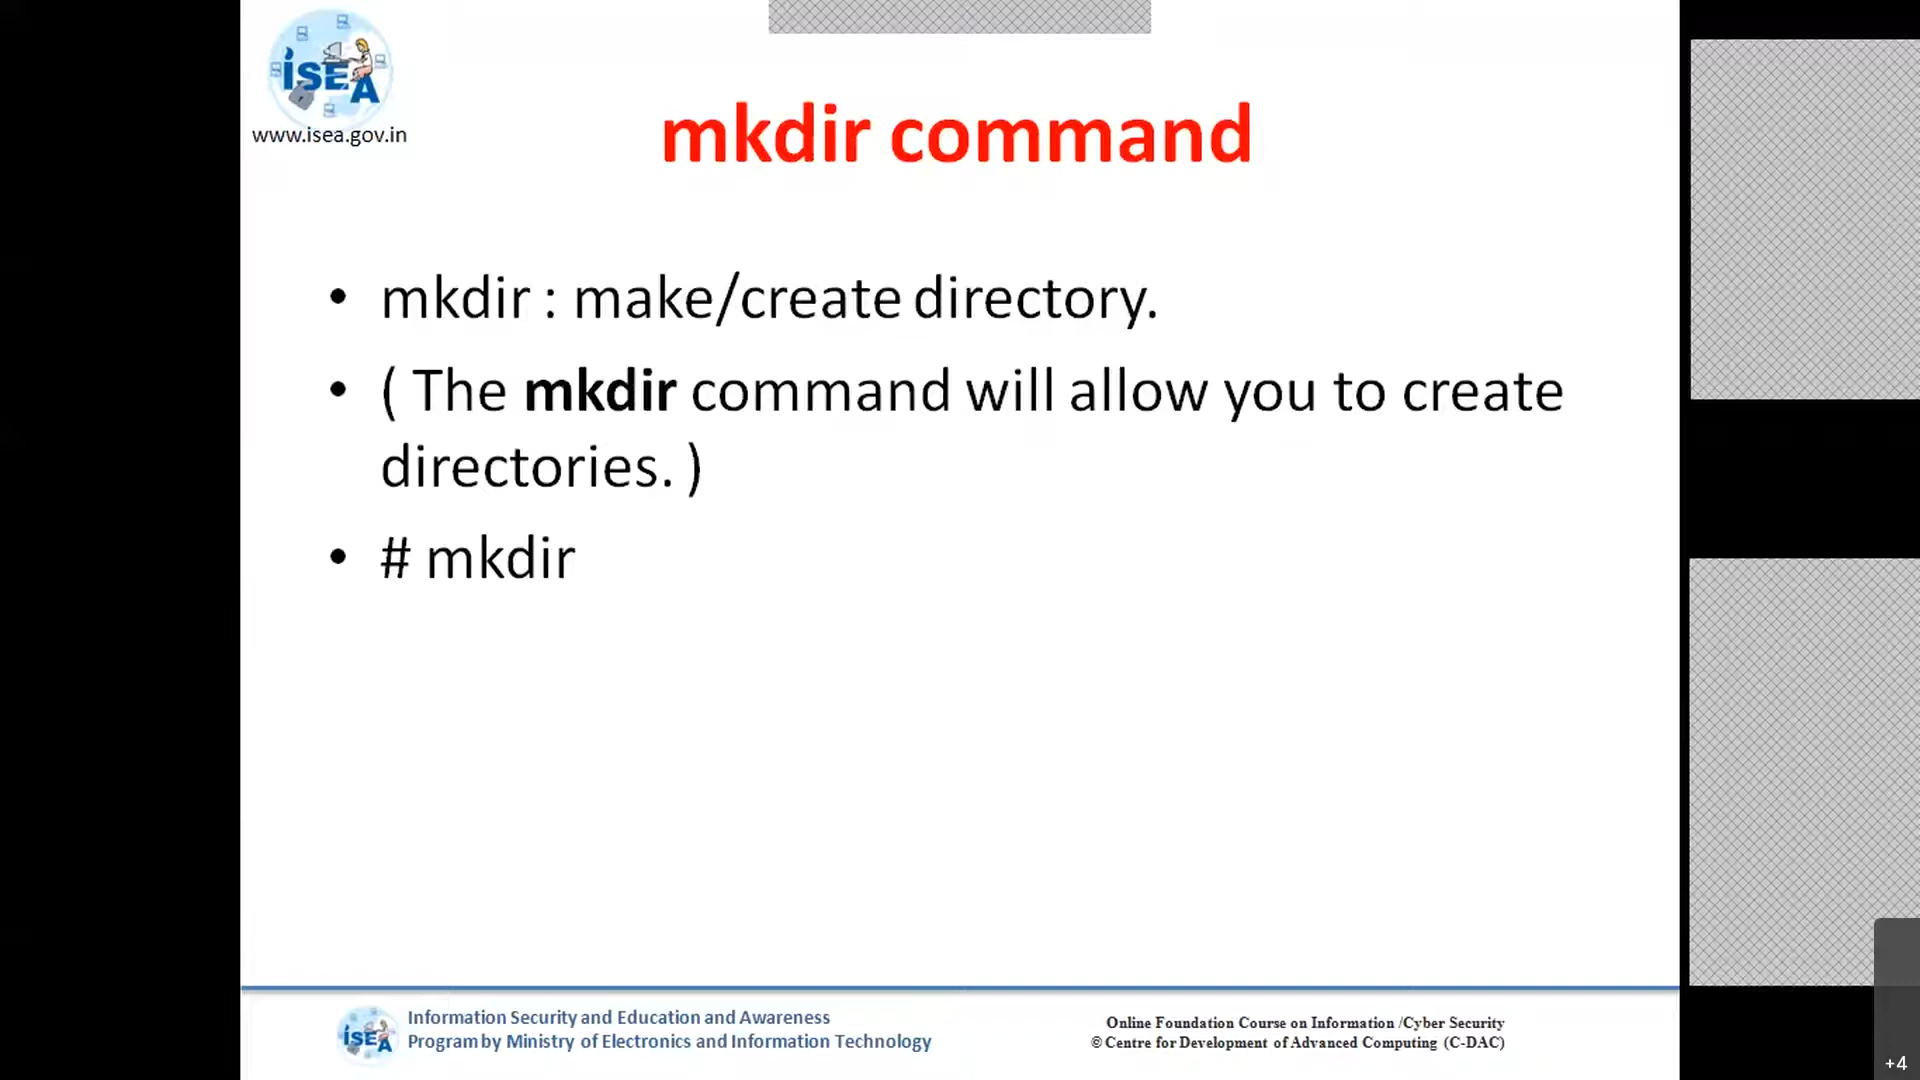 iSEA
www.isea.gov.in
mkdir command
• mkdir : make/create directory.
• ( The mkdir command will allow you to create
directories. )
• # mkdir
iSEA
Information Security and Education and Awareness
Program by Ministry of Electronics and Information Technology
Online Foundation Course on Information /Cyber Security
© Centre for Development of Advanced Computing (C-DAC)
+4